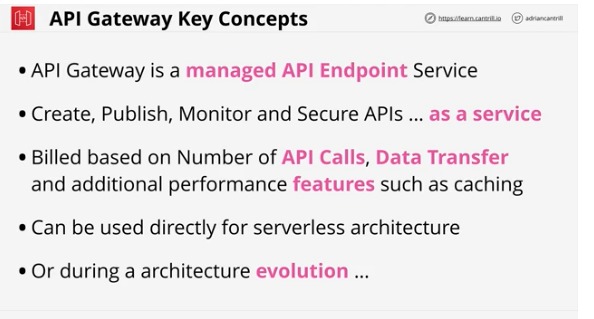 API Gateway Key Concepts
https://learn.cantrill.io
adriancantrill
• API Gateway is a managed API Endpoint Service
• Create, Publish, Monitor and Secure APIs ... as a service
• Billed based on Number of API Calls, Data Transfer
and additional performance features such as caching
• Can be used directly for serverless architecture
• Or during a architecture evolution ...